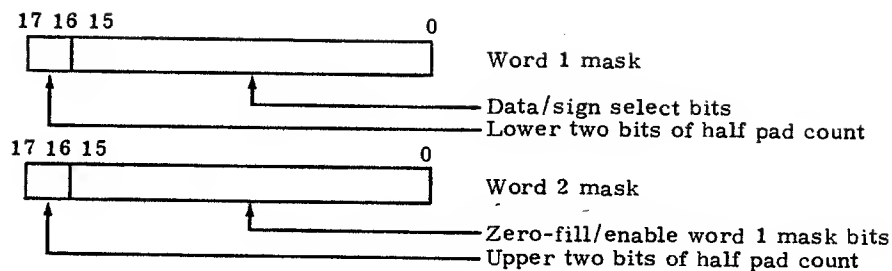 17 16 15 0
Word 1 mask
Data/sign select bits
Lower two bits of half pad count
17 16 15 0
Word 2 mask
Zero-fill/enable word 1 mask bits
Upper two bits of half pad count